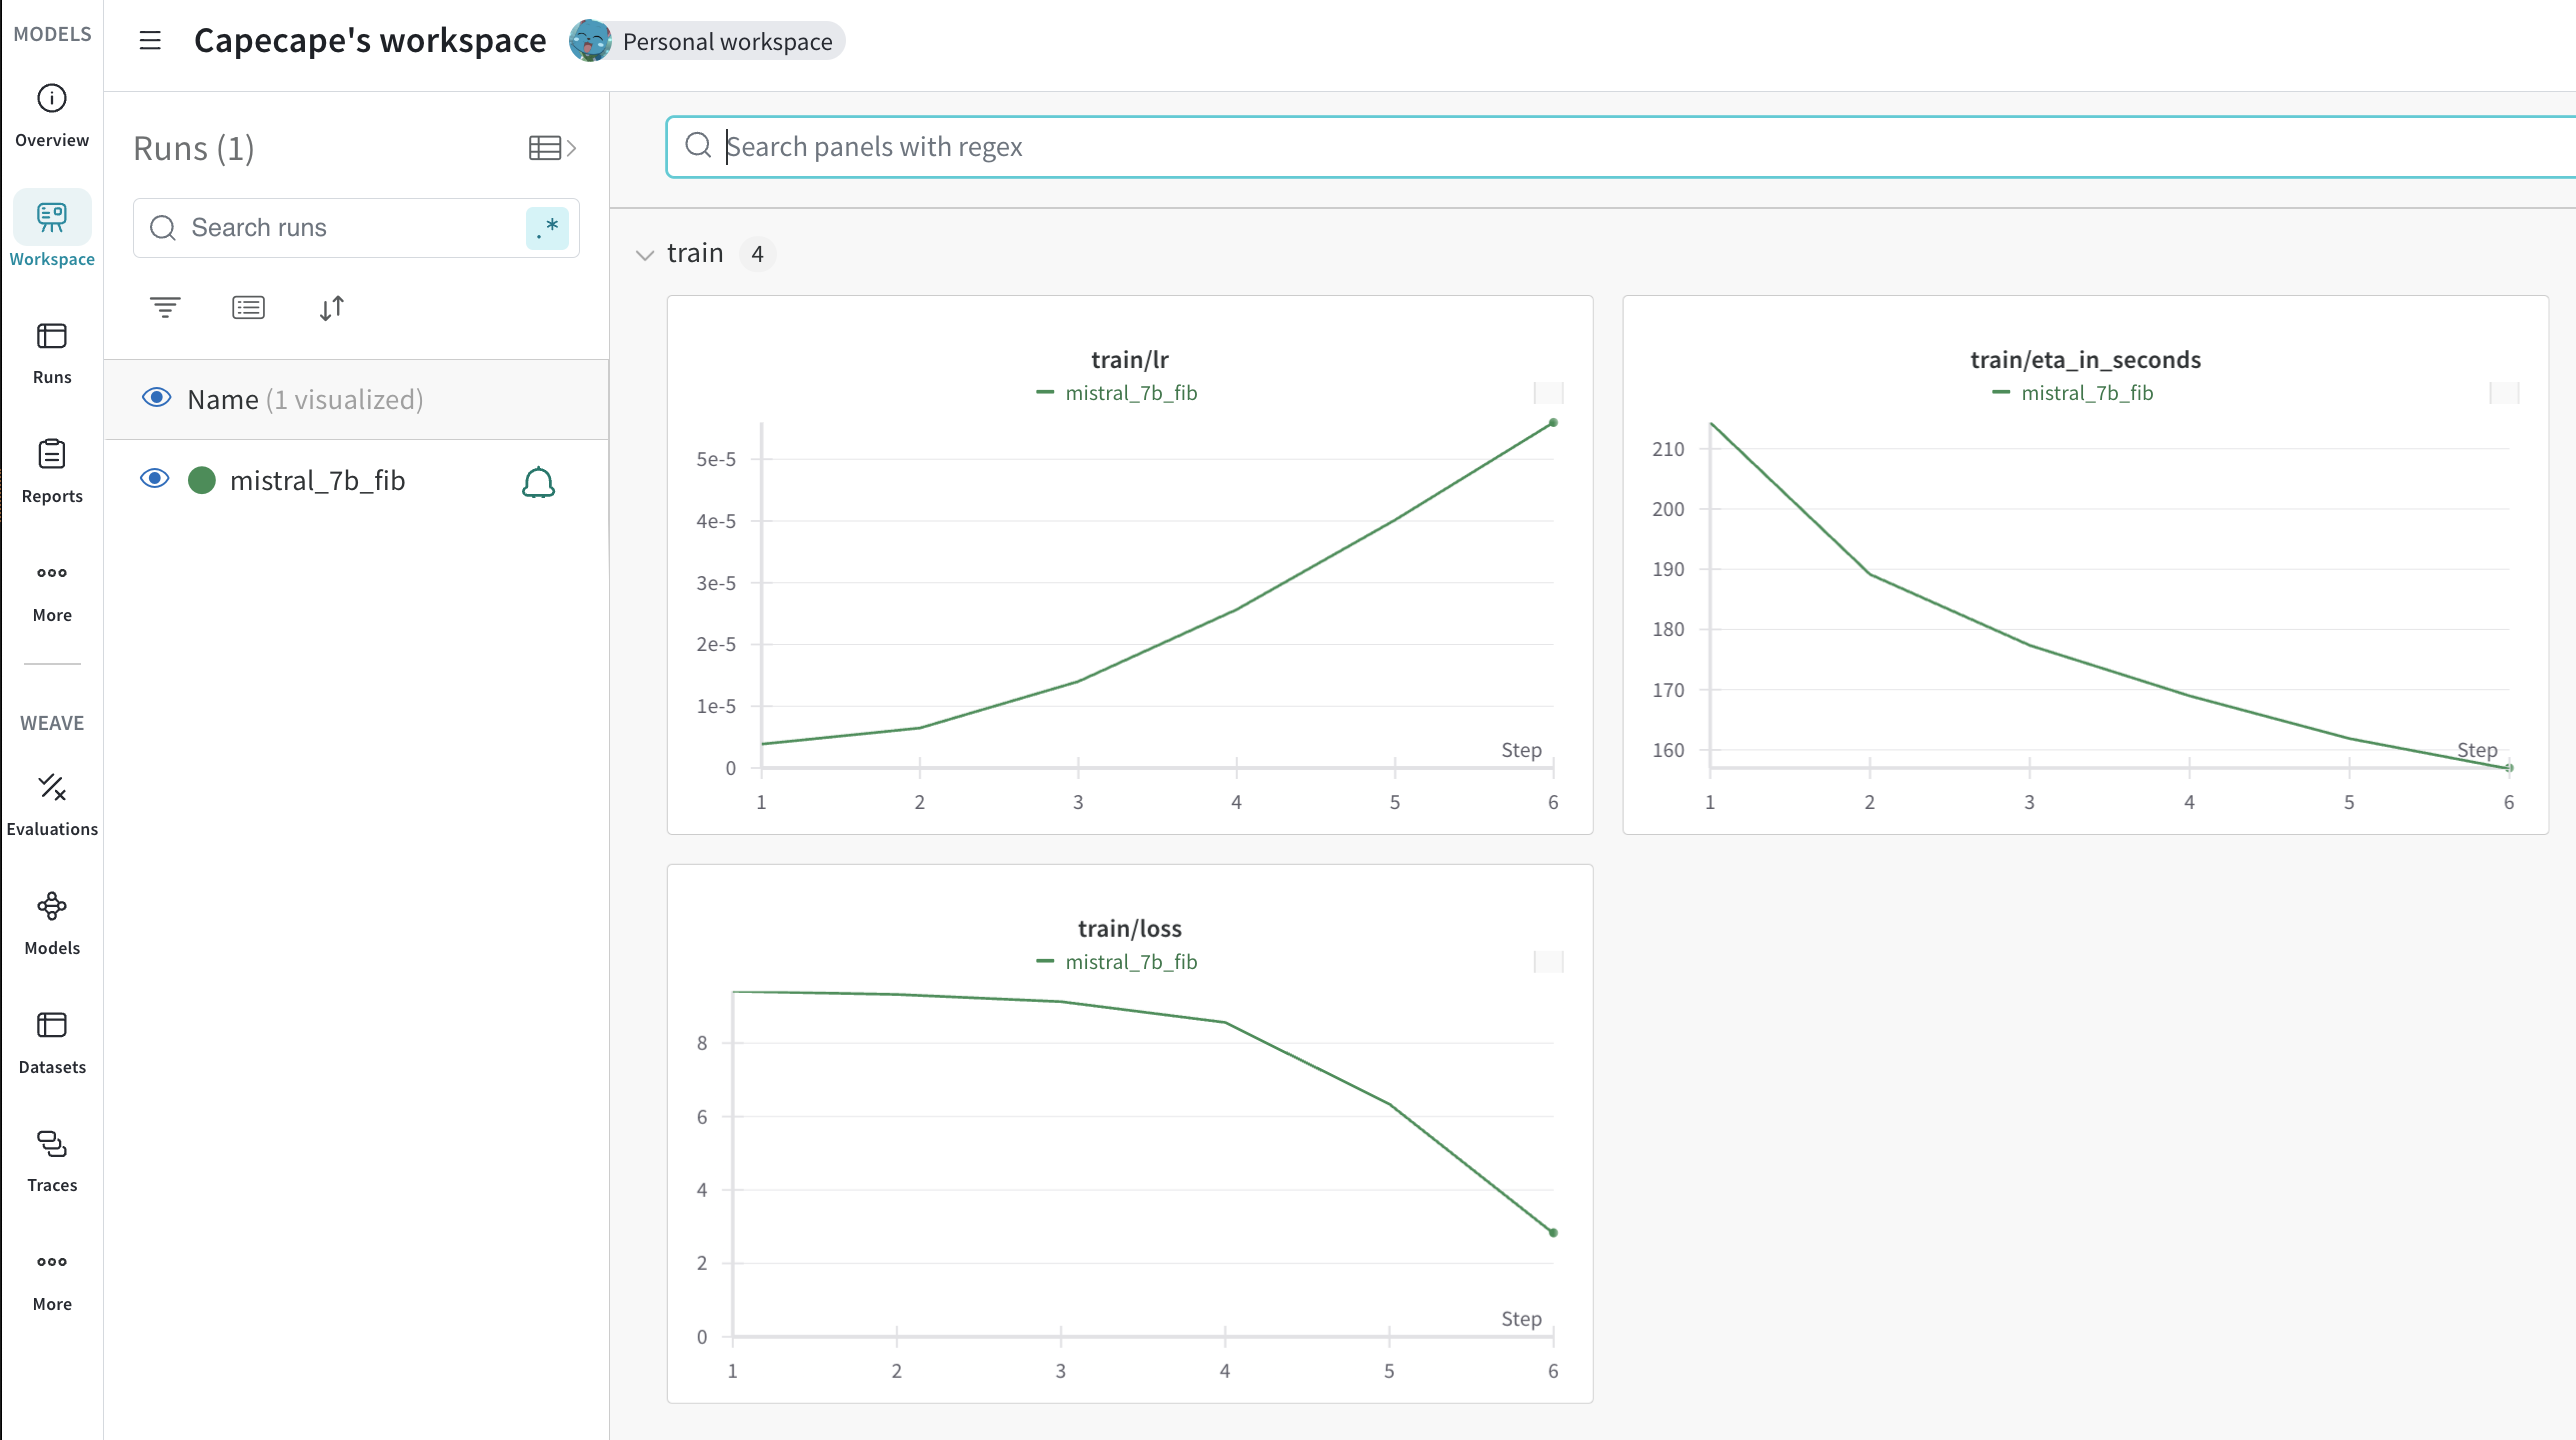 MODELS
Overview
Workspace
Runs
Reports
More
WEAVE
Evaluations
Models
Datasets
Traces
More
Capecape's workspace
Personal workspace
Runs (1)
Search runs
.*
Name (1 visualized)
mistral_7b_fib
Search panels with regex
train 4
train/lr
mistral_7b_fib
5e-5
4e-5
3e-5
2e-5
1e-5
0
Step
1 2 3 4 5 6
train/eta_in_seconds
mistral_7b_fib
210
200
190
180
170
160
Step
1 2 3 4 5 6
train/loss
mistral_7b_fib
8
6
4
2
0
Step
1 2 3 4 5 6